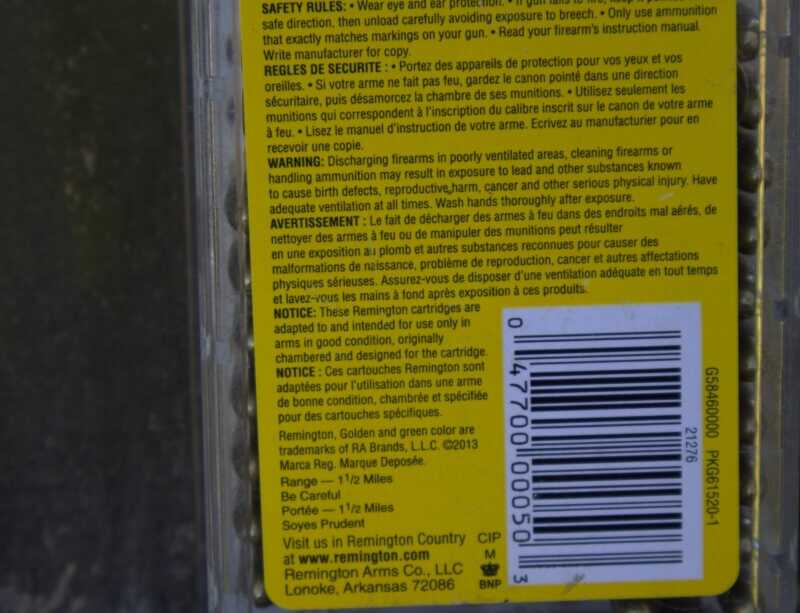 SAFETY RULES: • Wear eye and ear protection. • If gun fails to fire, keep it
safe direction, then unload carefully avoiding exposure to breech. • Only use ammunition
that exactly matches markings on your gun. • Read your firearm's instruction manual.
Write manufacturer for copy.
REGLES DE SECURITE : • Portez des appareils de protection pour vos yeux et vos
oreilles. • Si votre arme ne fait pas feu, gardez le canon pointé dans une direction
sécuritaire, puis désamorcez la chambre de ses munitions. • Utilisez seulement les
munitions qui correspondent à l'inscription du calibre inscrit sur le canon de votre arme
à feu. • Lisez le manuel d'instruction de votre arme. Ecrivez au manufacturier pour en
recevoir une copie.
WARNING: Discharging firearms in poorly ventilated areas, cleaning firearms or
handling ammunition may result in exposure to lead and other substances known
to cause birth defects, reproductive harm, cancer and other serious physical injury. Have
adequate ventilation at all times. Wash hands thoroughly after exposure.
AVERTISSEMENT : Le fait de décharger des armes à feu dans des endroits mal aérés, de
nettoyer des armes à feu ou de manipuler des munitions peut résulter
en une exposition au plomb et autres substances reconnues pour causer des
malformations de naissance, problème de reproduction, cancer et autres affectations
physiques sérieuses. Assurez-vous de disposer d'une ventilation adéquate en tout temps
et lavez-vous les mains à fond après exposition à ces produits.
NOTICE: These Remington cartridges are
adapted to and intended for use only in
arms in good condition, originally
chambered and designed for the cartridge.
NOTICE : Ces cartouches Remington sont
adaptées pour l'utilisation dans une arme
de bonne condition, chambrée et spécifiée
pour des cartouches spécifiques.
Remington, Golden and green color are
trademarks of RA Brands, L.L.C. ©2013
Marca Reg. Marque Deposée.
Range — 1 1/2 Miles
Be Careful
Portée — 1 1/2 Miles
Soyes Prudent
Visit us in Remington Country
at www.remington.com
Remington Arms Co., LLC
Lonoke, Arkansas 72086
CIP
M
BNP
0 47700 00050 3
21276
G58460000 PKG61520-1